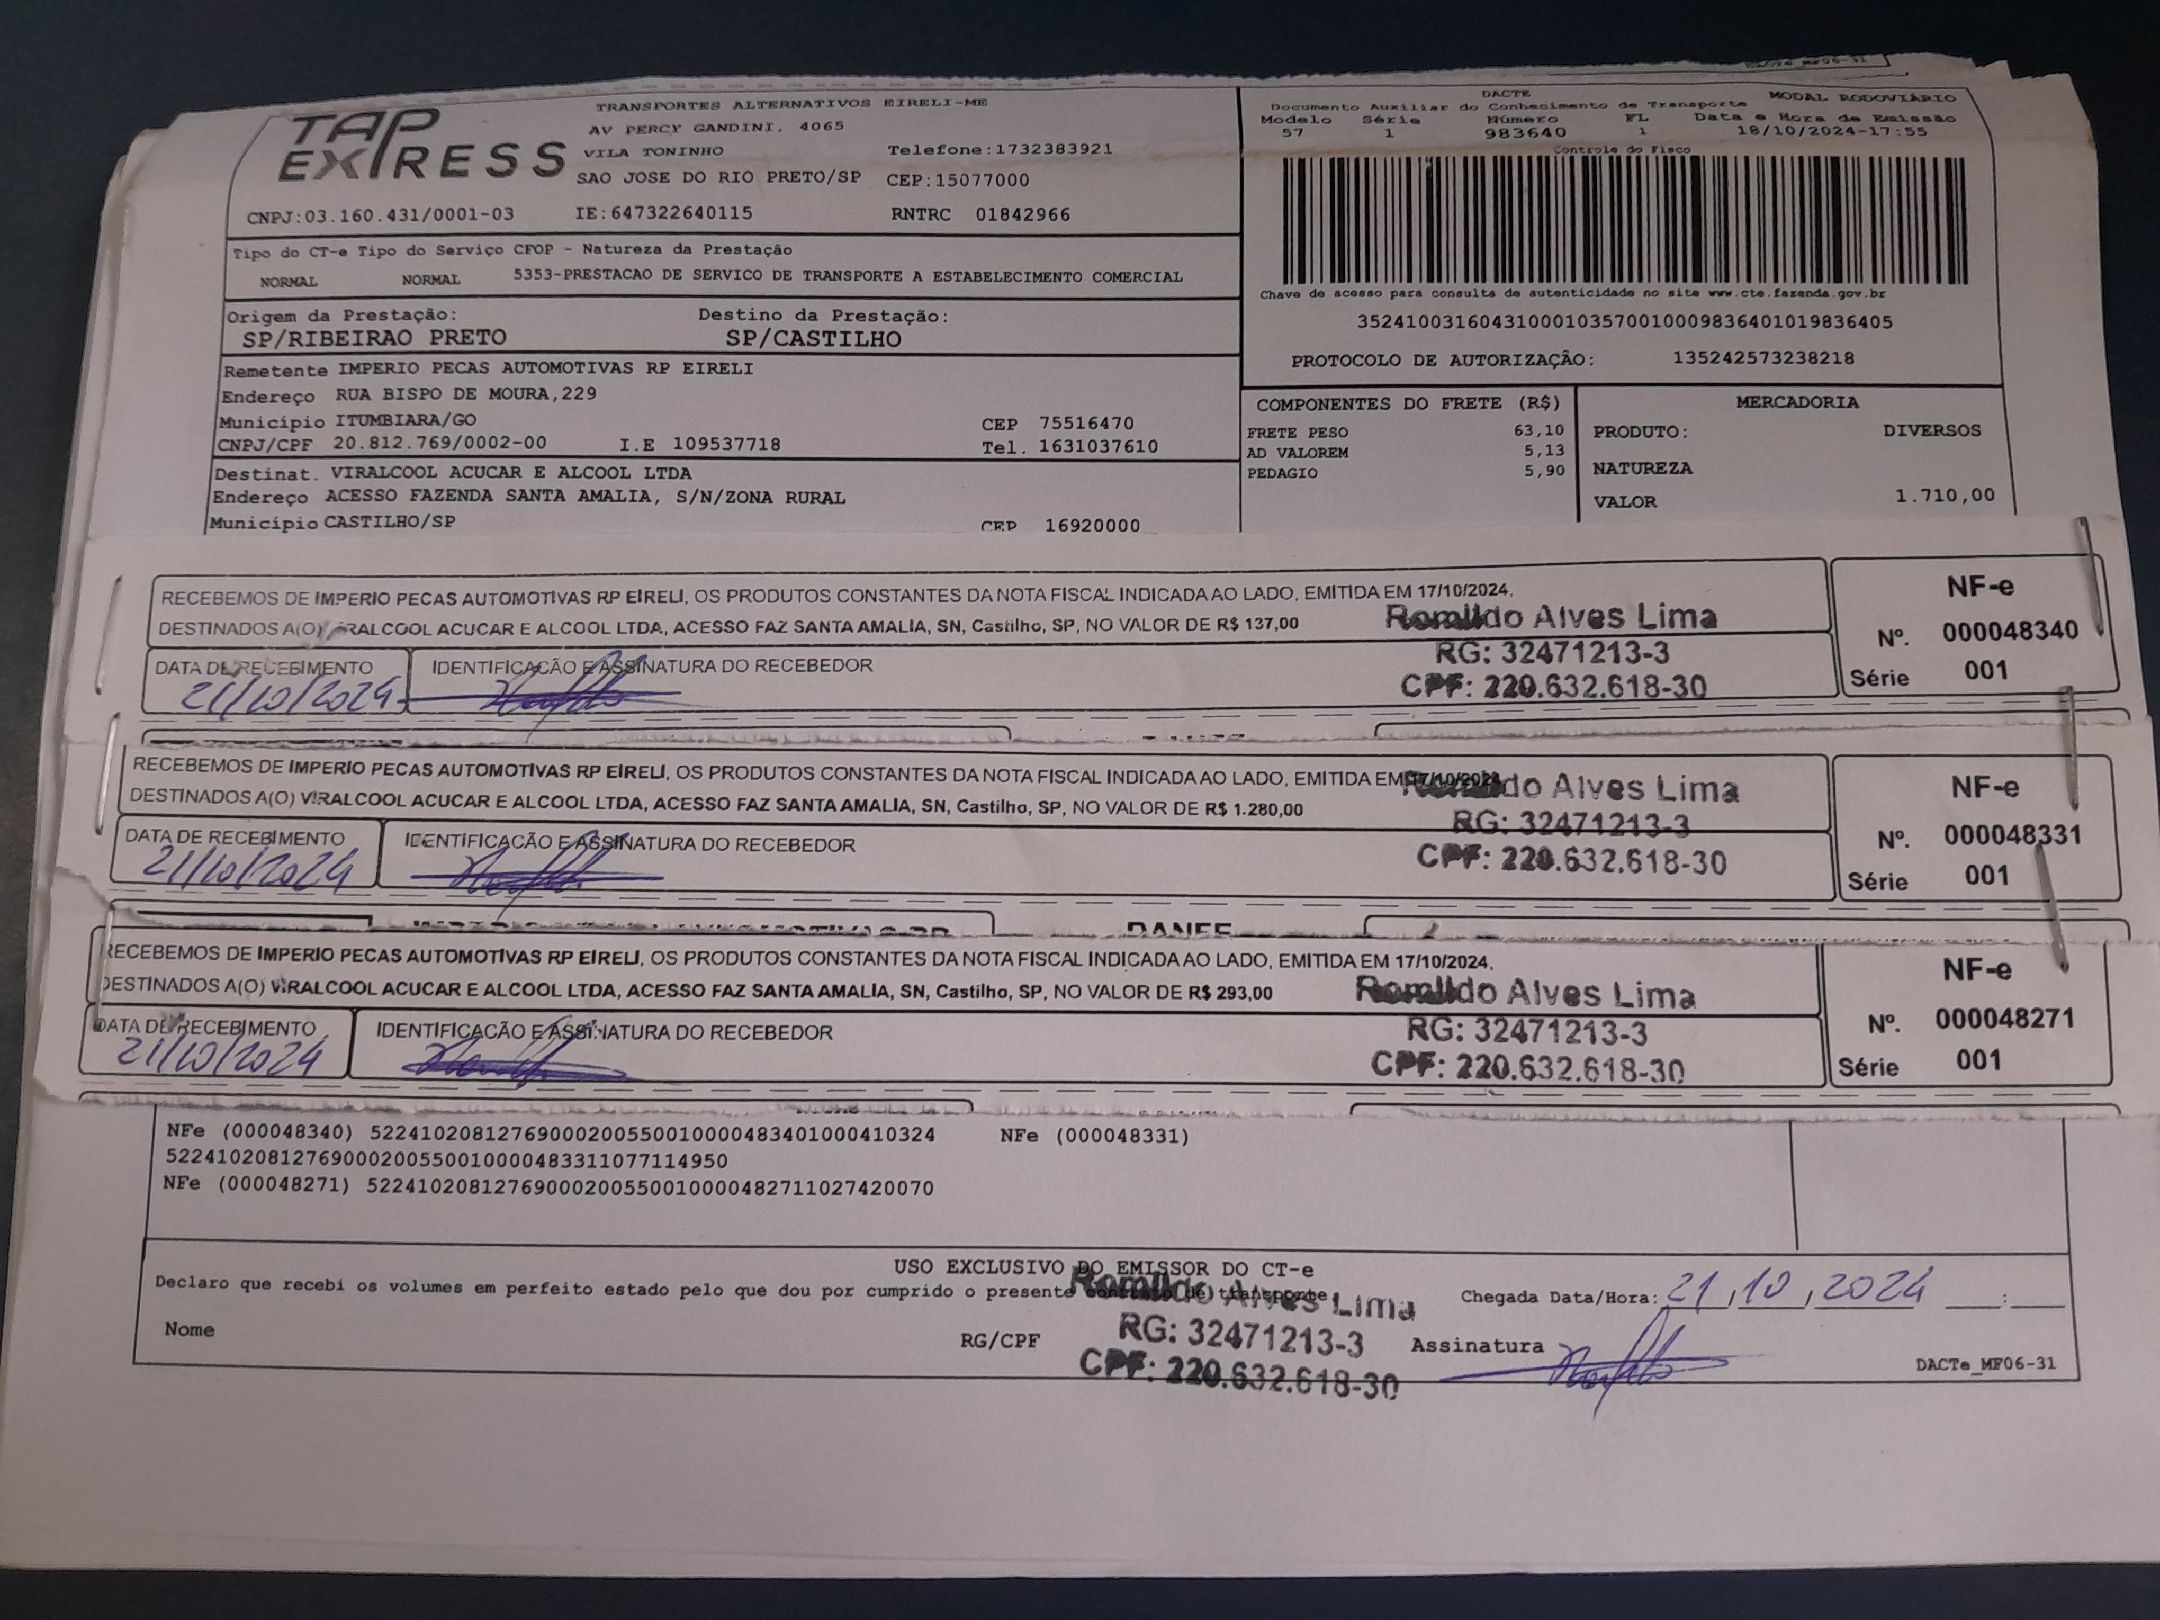 TAP EXPRESS
TRANSPORTES ALTERNATIVOS EIRELI-ME
AV PERCY GANDINI, 4065
VILA TONINHO Telefone:1732383921
SAO JOSE DO RIO PRETO/SP CEP:15077000
CNPJ:03.160.431/0001-03 IE:647322640115 RNTRC 01842966
Tipo do CT-e Tipo do Serviço CFOP - Natureza da Prestação
NORMAL NORMAL 5353-PRESTACAO DE SERVICO DE TRANSPORTE A ESTABELECIMENTO COMERCIAL
Origem da Prestação: Destino da Prestação:
SP/RIBEIRAO PRETO SP/CASTILHO
Remetente IMPERIO PECAS AUTOMOTIVAS RP EIRELI
Endereço RUA BISPO DE MOURA,229
Município ITUMBIARA/GO CEP 75516470
CNPJ/CPF 20.812.769/0002-00 I.E 109537718 Tel. 1631037610
Destinat. VIRALCOOL ACUCAR E ALCOOL LTDA
Endereço ACESSO FAZENDA SANTA AMALIA, S/N/ZONA RURAL
Município CASTILHO/SP CEP 16920000
DACTE
Documento Auxiliar do Conhecimento de Transporte MODAL RODOVIÁRIO
Modelo Série Número FL Data e Hora de Emissão
57 1 983640 1 18/10/2024-17:55
Controle do Fisco
Chave de acesso para consulta de autenticidade no site www.cte.fazenda.gov.br
35241003160431000103570010009836401019836405
PROTOCOLO DE AUTORIZAÇÃO: 135242573238218
COMPONENTES DO FRETE (R$) MERCADORIA
FRETE PESO 63,10 PRODUTO: DIVERSOS
AD VALOREM 5,13
PEDAGIO 5,90 NATUREZA
VALOR 1.710,00
RECEBEMOS DE IMPERIO PECAS AUTOMOTIVAS RP EIRELI, OS PRODUTOS CONSTANTES DA NOTA FISCAL INDICADA AO LADO, EMITIDA EM 17/10/2024,
DESTINADOS A(O) VIRALCOOL ACUCAR E ALCOOL LTDA, ACESSO FAZ SANTA AMALIA, SN, Castilho, SP, NO VALOR DE R$ 137,00
Romildo Alves Lima
RG: 32471213-3
CPF: 220.632.618-30
DATA DE RECEBIMENTO IDENTIFICAÇÃO E ASSINATURA DO RECEBEDOR
21/10/2024
NF-e
Nº. 000048340
Série 001
RECEBEMOS DE IMPERIO PECAS AUTOMOTIVAS RP EIRELI, OS PRODUTOS CONSTANTES DA NOTA FISCAL INDICADA AO LADO, EMITIDA EM 17/10/2024,
DESTINADOS A(O) VIRALCOOL ACUCAR E ALCOOL LTDA, ACESSO FAZ SANTA AMALIA, SN, Castilho, SP, NO VALOR DE R$ 1.280,00
Romildo Alves Lima
RG: 32471213-3
CPF: 220.632.618-30
DATA DE RECEBIMENTO IDENTIFICAÇÃO E ASSINATURA DO RECEBEDOR
21/10/2024
NF-e
Nº. 000048331
Série 001
DANFE
RECEBEMOS DE IMPERIO PECAS AUTOMOTIVAS RP EIRELI, OS PRODUTOS CONSTANTES DA NOTA FISCAL INDICADA AO LADO, EMITIDA EM 17/10/2024,
DESTINADOS A(O) VIRALCOOL ACUCAR E ALCOOL LTDA, ACESSO FAZ SANTA AMALIA, SN, Castilho, SP, NO VALOR DE R$ 293,00
Romildo Alves Lima
RG: 32471213-3
CPF: 220.632.618-30
DATA DE RECEBIMENTO IDENTIFICAÇÃO E ASSINATURA DO RECEBEDOR
21/10/2024
NF-e
Nº. 000048271
Série 001
NFe (000048340) 52241020812769000200550010000483401000410324 NFe (000048331)
52241020812769000200550010000483311077114950
NFe (000048271) 52241020812769000200550010000482711027420070
USO EXCLUSIVO DO EMISSOR DO CT-e
Declaro que recebi os volumes em perfeito estado pelo que dou por cumprido o presente contrato de transporte
Chegada Data/Hora: 21, 10, 2024 __:__
Romildo Alves Lima
RG: 32471213-3
CPF: 220.632.618-30
Nome RG/CPF Assinatura
DACTe_MF06-31